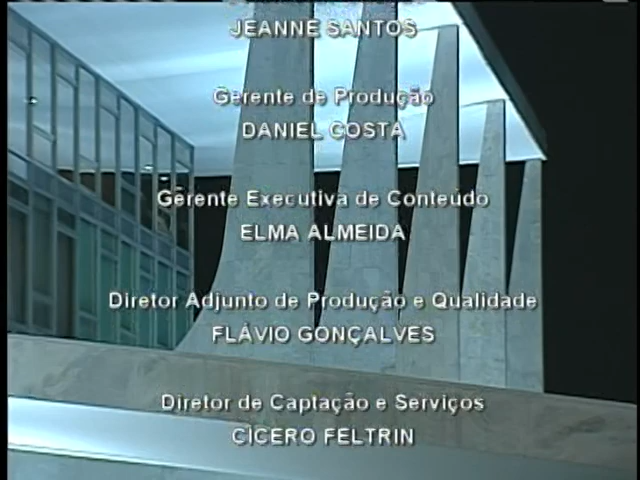 JEANNE SANTOS
Gerente de Produção
DANIEL COSTA
Gerente Executiva de Conteúdo
ELMA ALMEIDA
Diretor Adjunto de Produção e Qualidade
FLÁVIO GONÇALVES
Diretor de Captação e Serviços
CÍCERO FELTRIN